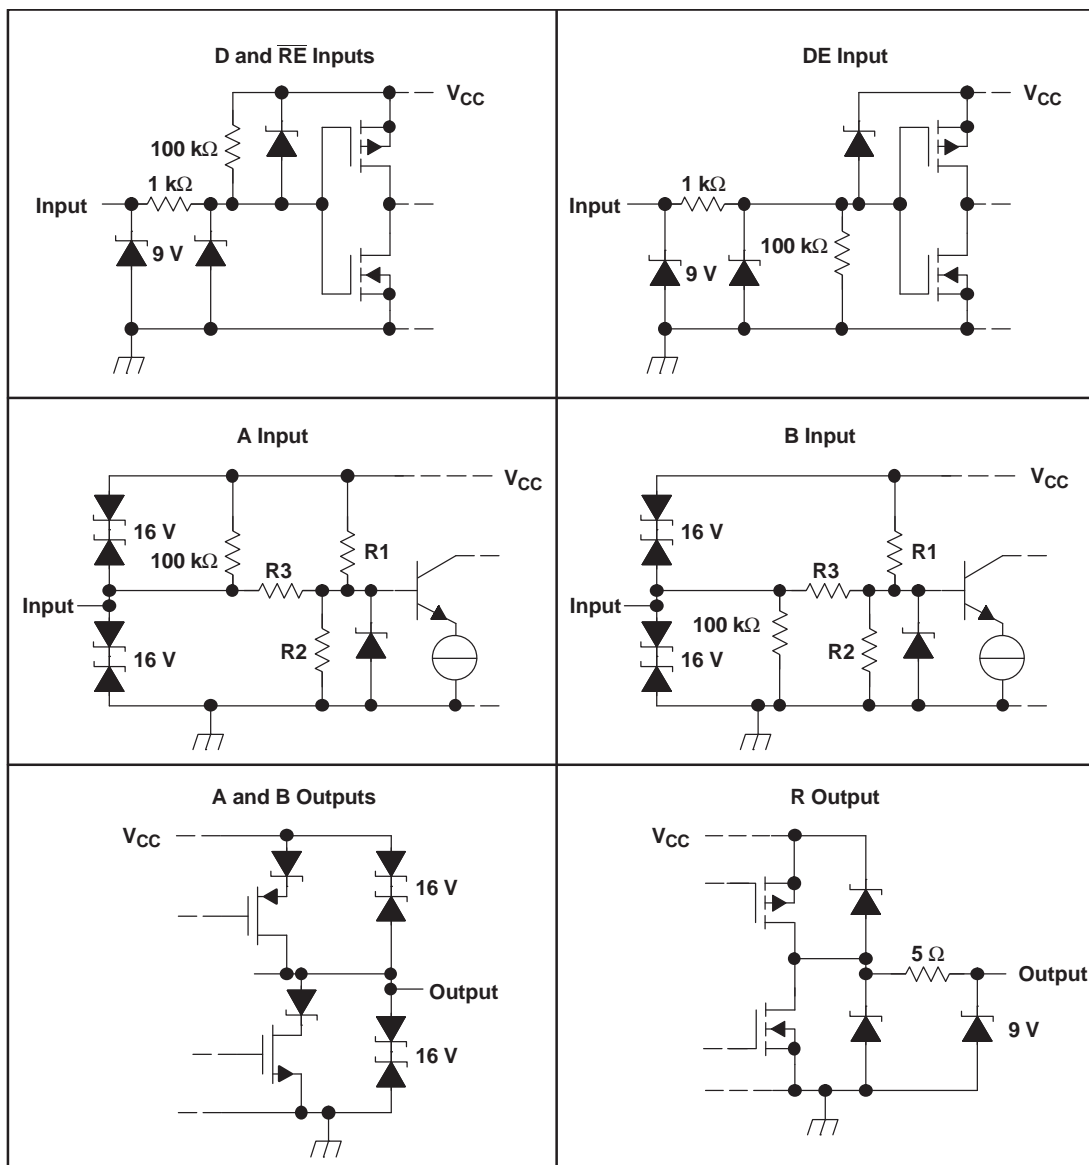 D and R̅E̅ Inputs
VCC
100 kΩ
1 kΩ
Input
9 V
DE Input
VCC
1 kΩ
Input
100 kΩ
9 V
A Input
VCC
16 V
100 kΩ
R1
R3
Input
16 V
R2
B Input
VCC
16 V
R1
R3
Input
100 kΩ
16 V
R2
A and B Outputs
VCC
16 V
Output
16 V
R Output
VCC
5 Ω
Output
9 V